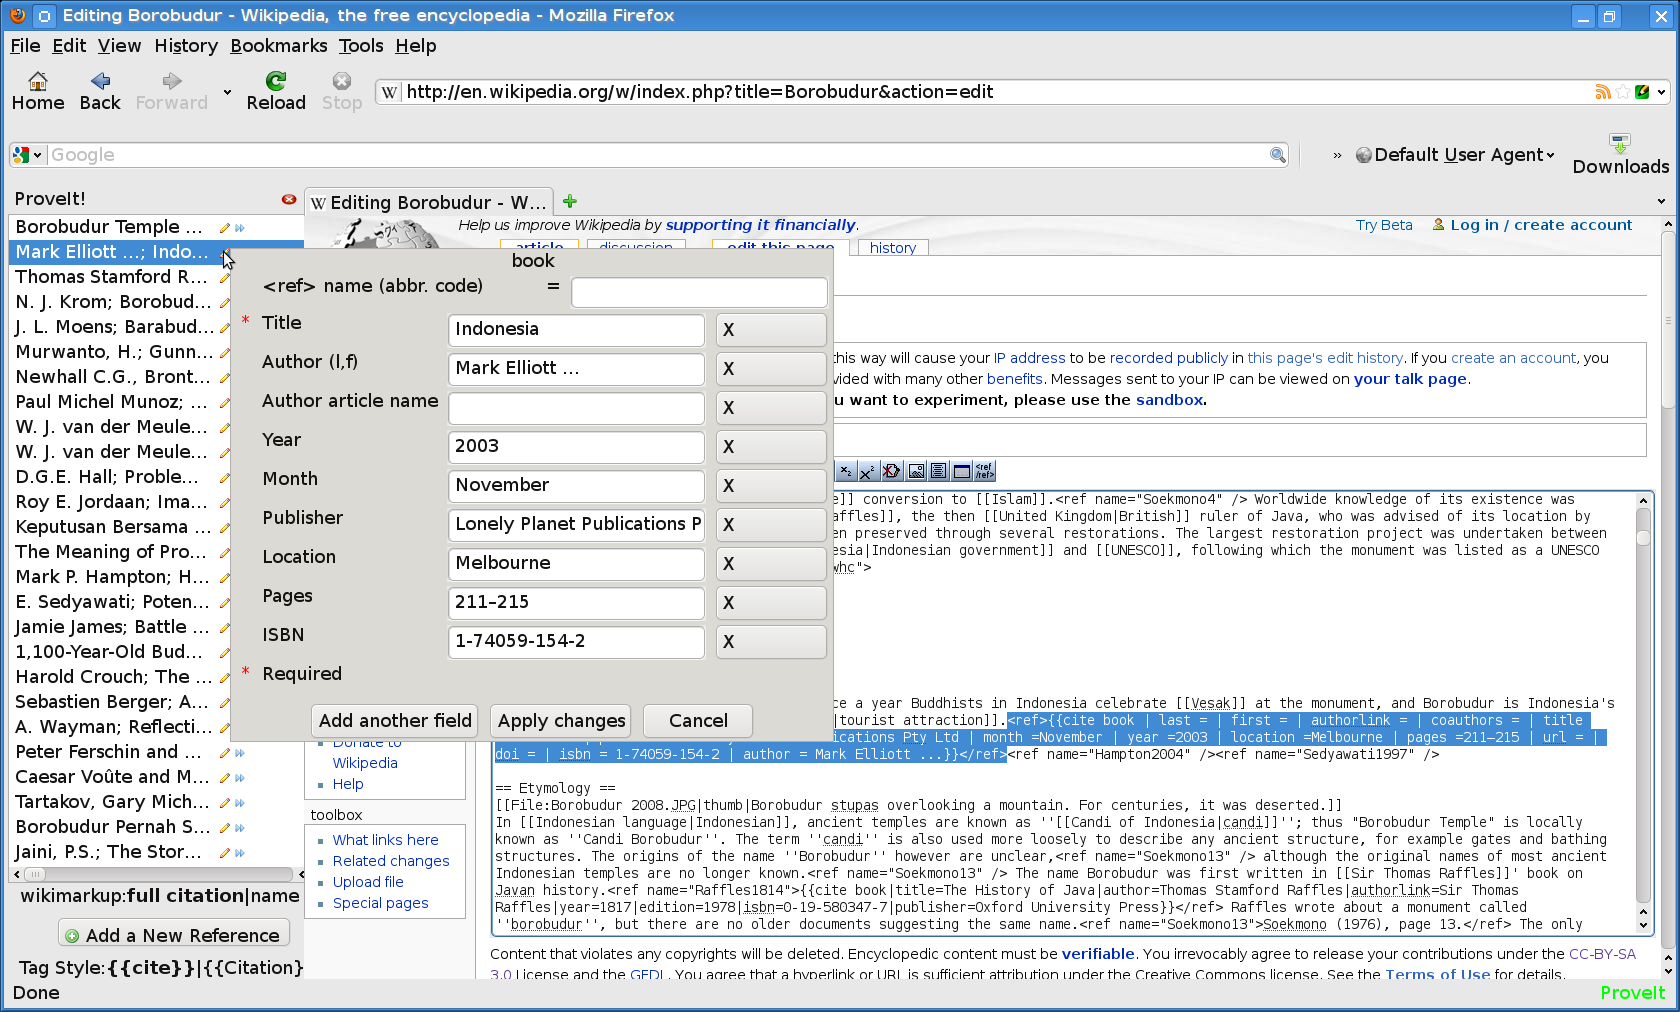 Editing Borobudur - Wikipedia, the free encyclopedia - Mozilla Firefox
File Edit View History Bookmarks Tools Help
Home Back Forward Reload Stop
W http://en.wikipedia.org/w/index.php?title=Borobudur&action=edit
Google
» Default User Agent
Downloads
ProveIt!
W Editing Borobudur - W...
Borobudur Temple ...
Mark Elliott ...; Indo...
Thomas Stamford R...
N. J. Krom; Borobud...
J. L. Moens; Barabud...
Murwanto, H.; Gunn...
Newhall C.G., Bront...
Paul Michel Munoz; ...
W. J. van der Meule...
W. J. van der Meule...
D.G.E. Hall; Proble...
Roy E. Jordaan; Ima...
Keputusan Bersama ...
The Meaning of Pro...
Mark P. Hampton; H...
E. Sedyawati; Poten...
Jamie James; Battle ...
1,100-Year-Old Bud...
Harold Crouch; The ...
Sebastien Berger; A...
A. Wayman; Reflecti...
Peter Ferschin and ...
Caesar Voûte and M...
Tartakov, Gary Mich...
Borobudur Pernah S...
Jaini, P.S.; The Stor...
wikimarkup:full citation|name
Add a New Reference
Tag Style:{{cite}}|{{Citation}
Help us improve Wikipedia by supporting it financially.
Try Beta
Log in / create account
article discussion edit this page history
book
<ref> name (abbr. code) =
* Title Indonesia X
Author (l,f) Mark Elliott ... X
Author article name X
Year 2003 X
Month November X
Publisher Lonely Planet Publications P X
Location Melbourne X
Pages 211–215 X
ISBN 1-74059-154-2 X
* Required
Add another field Apply changes Cancel
this way will cause your IP address to be recorded publicly in this page's edit history. If you create an account, you
vided with many other benefits. Messages sent to your IP can be viewed on your talk page.
u want to experiment, please use the sandbox.
<ref
/ref>
e]] conversion to [[Islam]].<ref name="Soekmono4" /> Worldwide knowledge of its existence was
affles]], the then [[United Kingdom|British]] ruler of Java, who was advised of its location by
en preserved through several restorations. The largest restoration project was undertaken between
esia|Indonesian government]] and [[UNESCO]], following which the monument was listed as a UNESCO
whc">
ce a year Buddhists in Indonesia celebrate [[Vesak]] at the monument, and Borobudur is Indonesia's
|tourist attraction]].<ref>{{cite book | last = | first = | authorlink = | coauthors = | title
ications Pty Ltd | month =November | year =2003 | location =Melbourne | pages =211–215 | url = |
doi = | isbn = 1-74059-154-2 | author = Mark Elliott ...}}</ref><ref name="Hampton2004" /><ref name="Sedyawati1997" />
== Etymology ==
[[File:Borobudur 2008.JPG|thumb|Borobudur stupas overlooking a mountain. For centuries, it was deserted.]]
In [[Indonesian language|Indonesian]], ancient temples are known as ''[[Candi of Indonesia|candi]]''; thus "Borobudur Temple" is locally
known as ''Candi Borobudur''. The term ''candi'' is also used more loosely to describe any ancient structure, for example gates and bathing
structures. The origins of the name ''Borobudur'' however are unclear,<ref name="Soekmono13" /> although the original names of most ancient
Indonesian temples are no longer known.<ref name="Soekmono13" /> The name Borobudur was first written in [[Sir Thomas Raffles]]' book on
Javan history.<ref name="Raffles1814">{{cite book|title=The History of Java|author=Thomas Stamford Raffles|authorlink=Sir Thomas
Raffles|year=1817|edition=1978|isbn=0-19-580347-7|publisher=Oxford University Press}}</ref> Raffles wrote about a monument called
''borobudur'', but there are no older documents suggesting the same name.<ref name="Soekmono13">Soekmono (1976), page 13.</ref> The only
Donate to
Wikipedia
Help
toolbox
What links here
Related changes
Upload file
Special pages
Content that violates any copyrights will be deleted. Encyclopedic content must be verifiable. You irrevocably agree to release your contributions under the CC-BY-SA
3.0 License and the GFDL. You agree that a hyperlink or URL is sufficient attribution under the Creative Commons license. See the Terms of Use for details.
Done
ProveIt